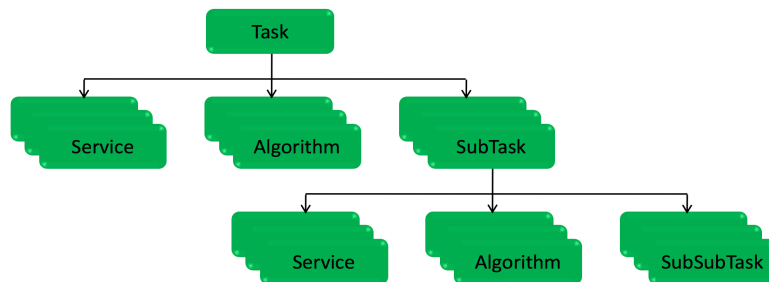 Task
Service
Algorithm
SubTask
Service
Algorithm
SubSubTask